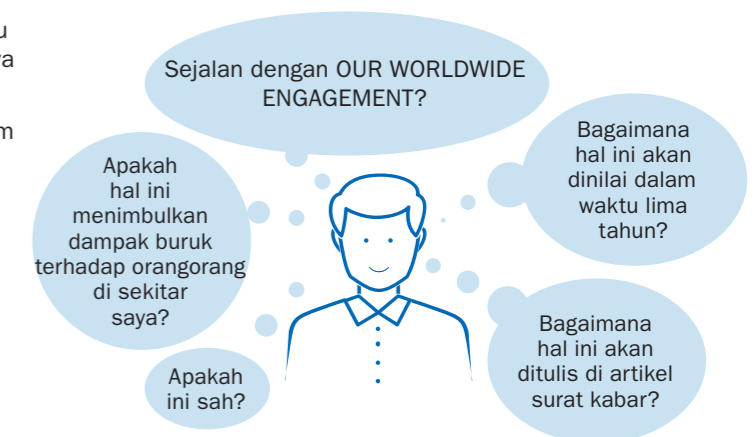 Sejalan dengan OUR WORLDWIDE
ENGAGEMENT?
Apakah
hal ini
menimbulkan
dampak buruk
terhadap orangorang
di sekitar
saya?
Apakah
ini sah?
Bagaimana
hal ini akan
dinilai dalam
waktu lima
tahun?
Bagaimana
hal ini akan
ditulis di artikel
surat kabar?